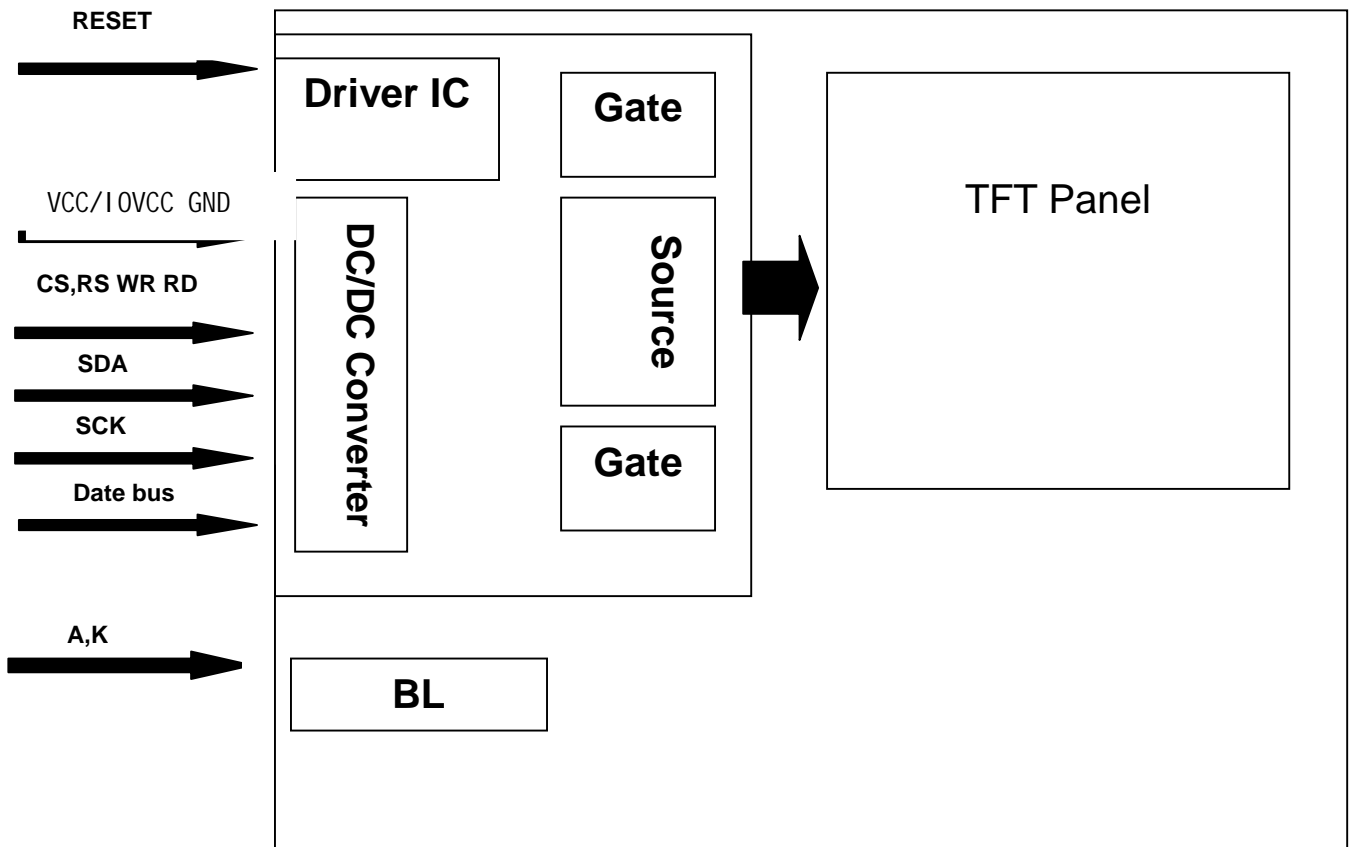 RESET
Driver IC
Gate
TFT Panel
VCC/IOVCC GND
DC/DC Converter
Source
CS,RS WR RD
SDA
SCK
Gate
Date bus
A,K
BL